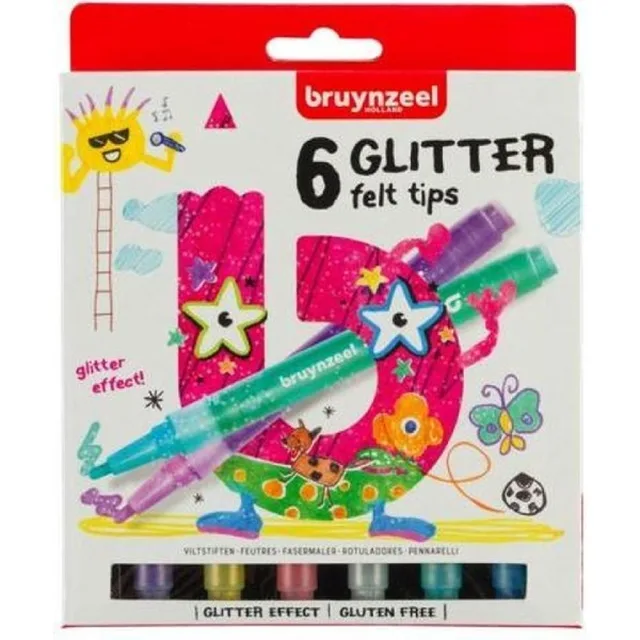 bruynzeel
HOLLAND
6 GLITTER
felt tips
glitter
effect!
bruynzeel
b
VILTSTIFTEN · FEUTRES · FASERMALER · ROTULADORES · PENNARELLI
GLITTER EFFECT | GLUTEN FREE